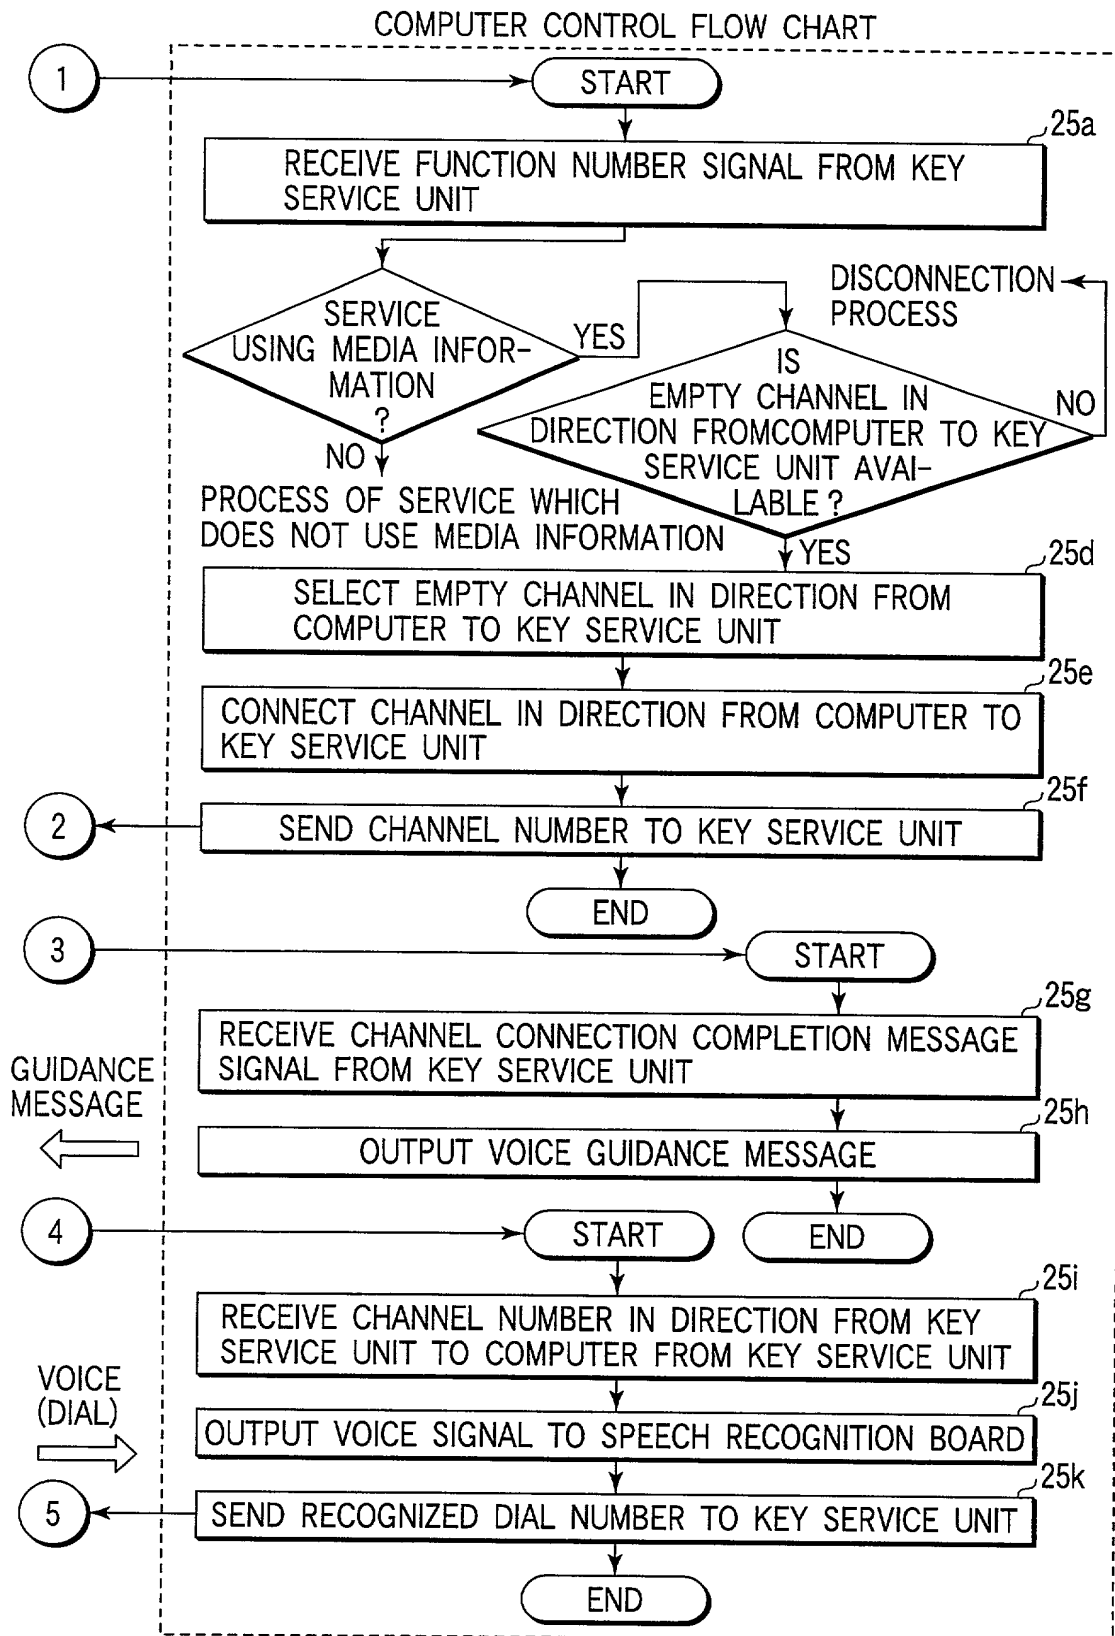 COMPUTER CONTROL FLOW CHART
1
START
25a
RECEIVE FUNCTION NUMBER SIGNAL FROM KEY
SERVICE UNIT
SERVICE
USING MEDIA INFOR-
MATION
?
YES
NO
PROCESS OF SERVICE WHICH
DOES NOT USE MEDIA INFORMATION
DISCONNECTION
PROCESS
IS
EMPTY CHANNEL IN
DIRECTION FROMCOMPUTER TO KEY
SERVICE UNIT AVAI-
LABLE ?
NO
YES
25d
SELECT EMPTY CHANNEL IN DIRECTION FROM
COMPUTER TO KEY SERVICE UNIT
25e
CONNECT CHANNEL IN DIRECTION FROM COMPUTER TO
KEY SERVICE UNIT
25f
2
SEND CHANNEL NUMBER TO KEY SERVICE UNIT
END
3
START
25g
RECEIVE CHANNEL CONNECTION COMPLETION MESSAGE
SIGNAL FROM KEY SERVICE UNIT
GUIDANCE
MESSAGE
25h
OUTPUT VOICE GUIDANCE MESSAGE
4
START
END
25i
RECEIVE CHANNEL NUMBER IN DIRECTION FROM KEY
SERVICE UNIT TO COMPUTER FROM KEY SERVICE UNIT
VOICE
(DIAL)
25j
OUTPUT VOICE SIGNAL TO SPEECH RECOGNITION BOARD
25k
5
SEND RECOGNIZED DIAL NUMBER TO KEY SERVICE UNIT
END